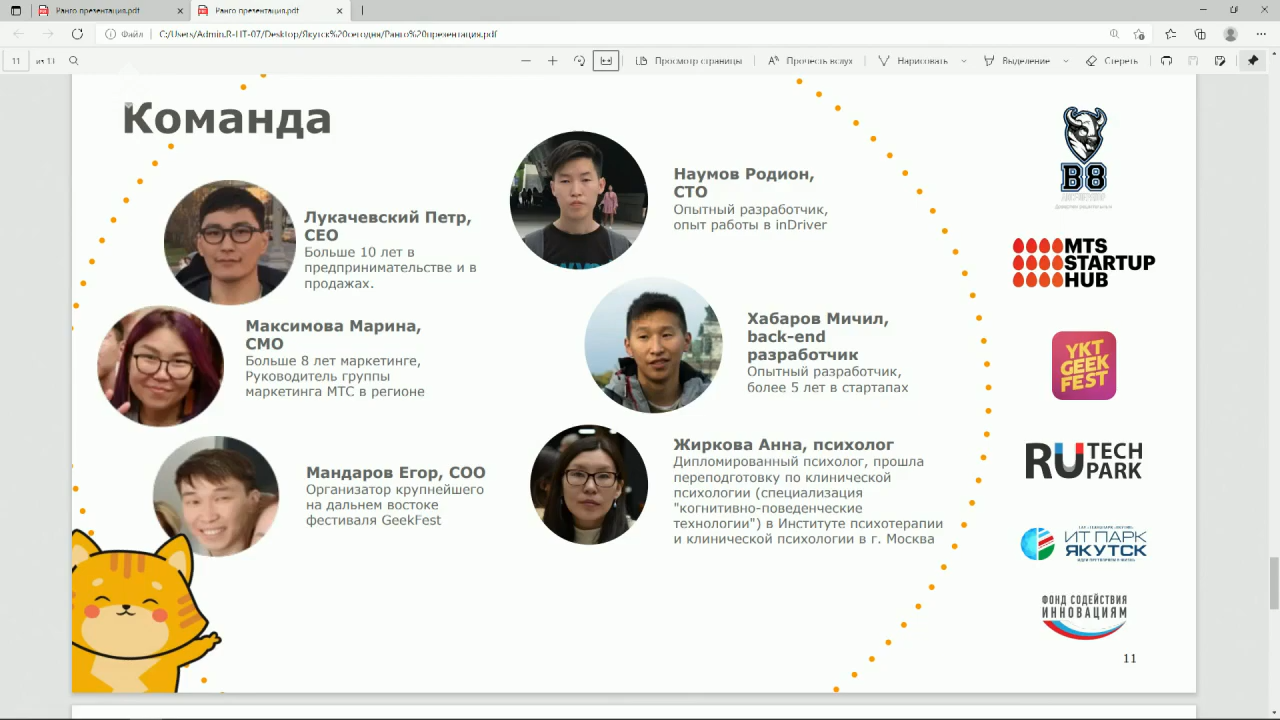 Ранго презентация.pdf
Ранго презентация.pdf
Файл
C:/Users/Admin.R-HT-07/Desktop/Якутск%20сегодня/Ранго%20презентация.pdf
11 из 13
Просмотр страницы
Прочесть вслух
Нарисовать
Выделение
Стереть
Команда
Лукачевский Петр,
CEO
Больше 10 лет в
предпринимательстве и в
продажах.
Максимова Марина,
CMO
Больше 8 лет маркетинге,
Руководитель группы
маркетинга МТС в регионе
Мандаров Егор, COO
Организатор крупнейшего
на дальнем востоке
фестиваля GeekFest
Наумов Родион,
CTO
Опытный разработчик,
опыт работы в inDriver
Хабаров Мичил,
back-end
разработчик
Опытный разработчик,
более 5 лет в стартапах
Жиркова Анна, психолог
Дипломированный психолог, прошла
переподготовку по клинической
психологии (специализация
"когнитивно-поведенческие
технологии") в Институте психотерапии
и клинической психологии в г. Москва
B8
MTS
STARTUP
HUB
YKT
GEEK
FEST
RU TECH
PARK
ИТ ПАРК
ЯКУТСК
ФОНД СОДЕЙСТВИЯ
ИННОВАЦИЯМ
11